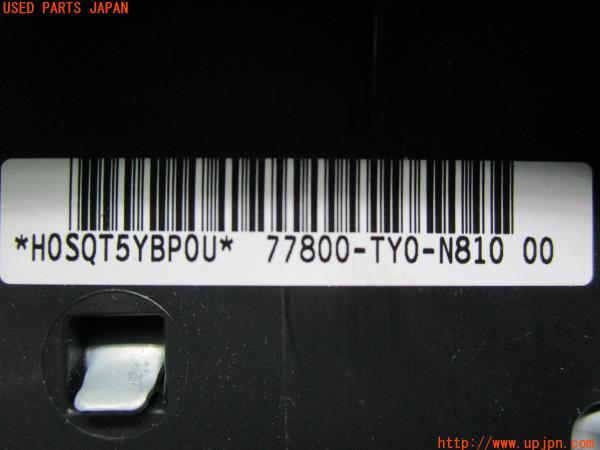 USED PARTS JAPAN
*H0SQT5YBP0U* 77800-TY0-N810 00
http://www.upjpn.com/